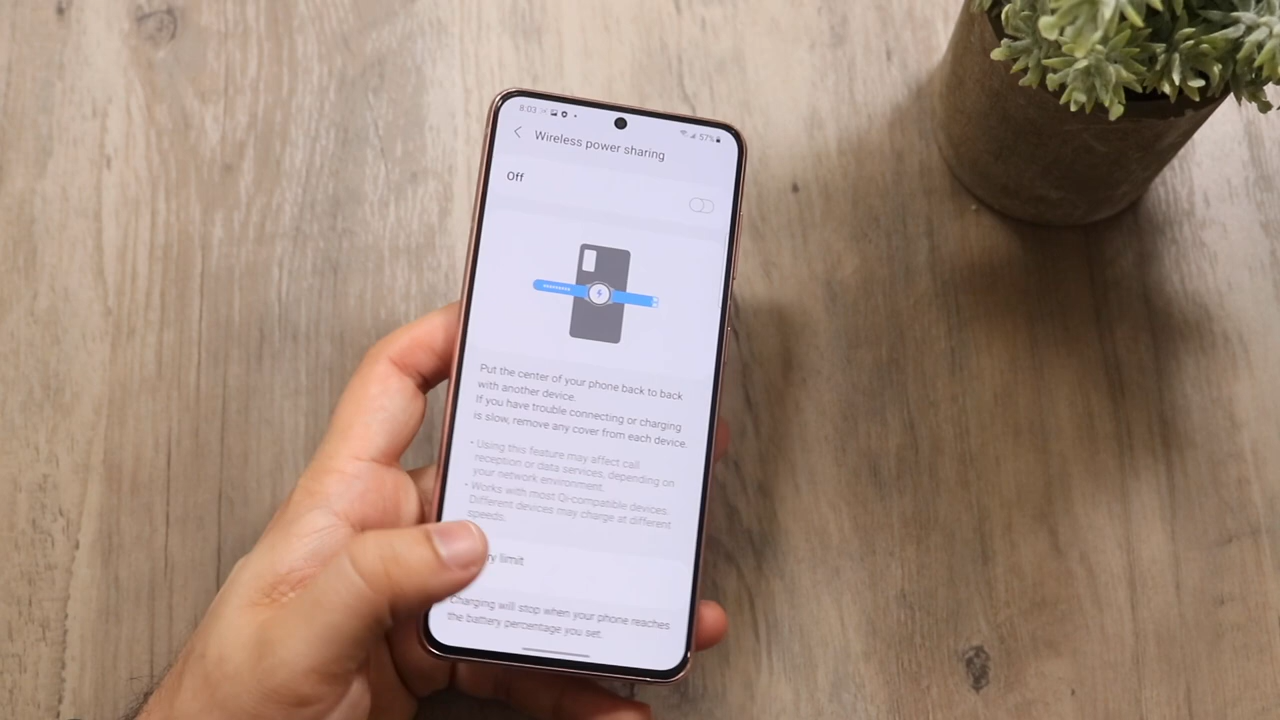 8:03
57%
Wireless power sharing
Off
Put the center of your phone back to back
with another device.
If you have trouble connecting or charging
is slow, remove any cover from each device.
• Using this feature may affect call
reception or data services, depending on
your network environment.
• Works with most Qi-compatible devices.
Different devices may charge at different
speeds.
ry limit
Charging will stop when your phone reaches
the battery percentage you set.